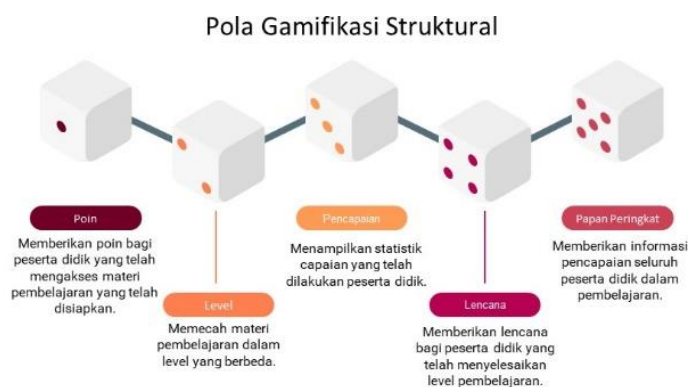 Pola Gamifikasi Struktural
Poin
Memberikan poin bagi
peserta didik yang telah
mengakses materi
pembelajaran yang telah
disiapkan.
Level
Memecah materi
pembelajaran dalam
level yang berbeda.
Pencapaian
Menampilkan statistik
capaian yang telah
dilakukan peserta didik.
Lencana
Memberikan lencana
bagi peserta didik yang
telah menyelesaikan
level pembelajaran.
Papan Peringkat
Memberikan informasi
pencapaian seluruh
peserta didik dalam
pembelajaran.